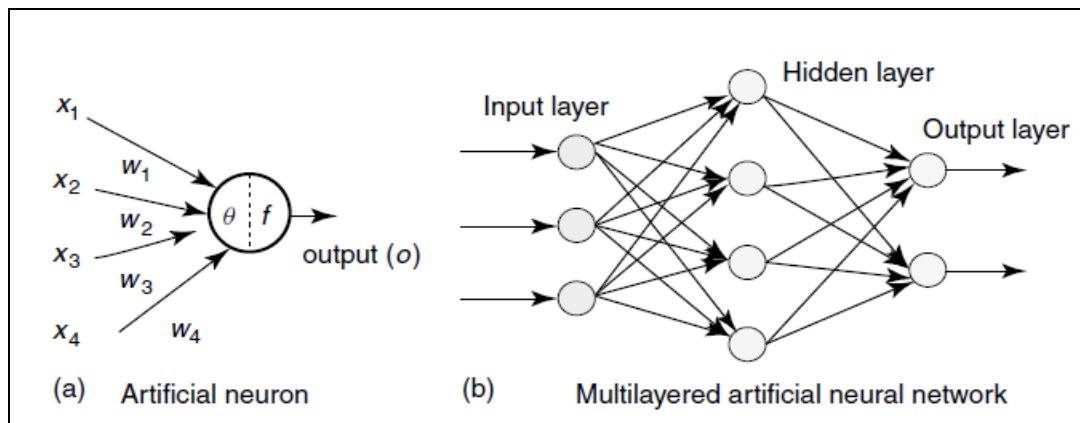 x1
w1
x2
w2
x3
w3
x4
w4
θ f
output (o)
(a) Artificial neuron
Input layer
Hidden layer
Output layer
(b) Multilayered artificial neural network